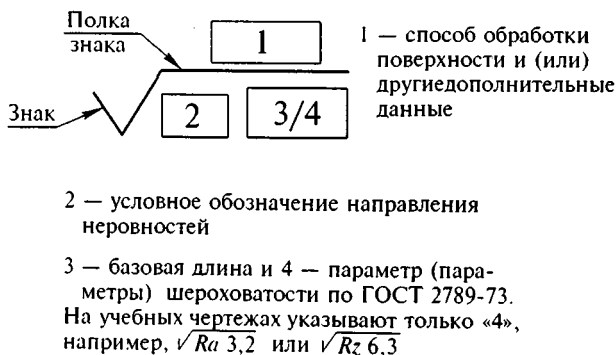 Полка
знака
1
1 — способ обработки
поверхности и (или)
другиедополнительные
данные
Знак
2
3/4
2 — условное обозначение направления
неровностей
3 — базовая длина и 4 — параметр (пара-
метры) шероховатости по ГОСТ 2789-73.
На учебных чертежах указывают только «4»,
например, √Ra 3,2 или √Rz 6,3